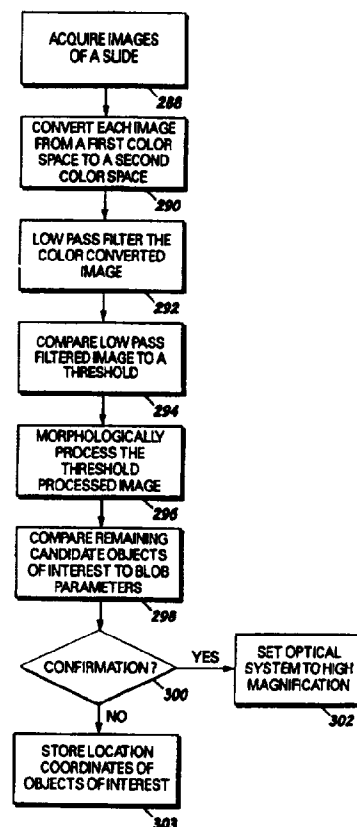 ACQUIRE IMAGES
OF A SLIDE
288
CONVERT EACH IMAGE
FROM A FIRST COLOR
SPACE TO A SECOND
COLOR SPACE
290
LOW PASS FILTER THE
COLOR CONVERTED
IMAGE
292
COMPARE LOW PASS
FILTERED IMAGE TO A
THRESHOLD
294
MORPHOLOGICALLY
PROCESS THE
THRESHOLD
PROCESSED IMAGE
296
COMPARE REMAINING
CANDIDATE OBJECTS
OF INTEREST TO BLOB
PARAMETERS
298
CONFIRMATION?
300
YES
SET OPTICAL
SYSTEM TO HIGH
MAGNIFICATION
302
NO
STORE LOCATION
COORDINATES OF
OBJECTS OF INTEREST
303